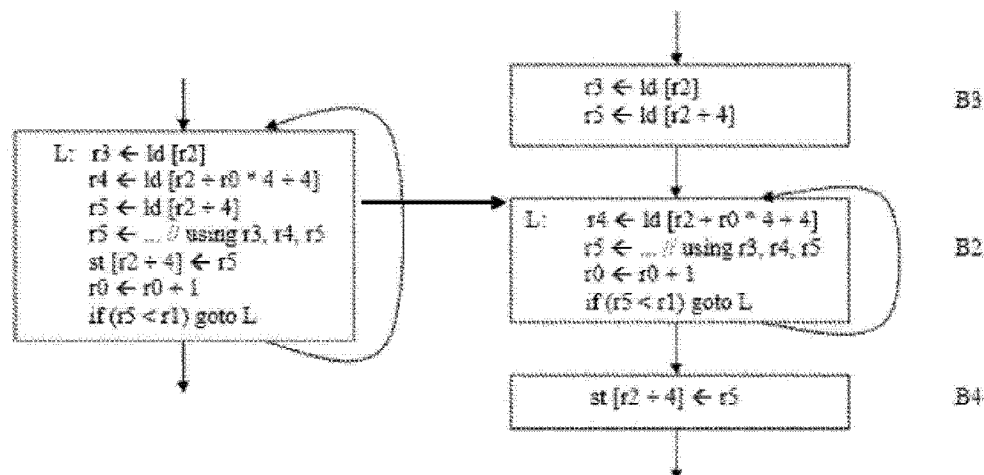 L: r3 ← ld [r2]
r4 ← ld [r2 + r0 * 4 + 4]
r5 ← ld [r2 + 4]
r5 ← ... // using r3, r4, r5
st [r2 + 4] ← r5
r0 ← r0 + 1
if (r5 < r1) goto L
r3 ← ld [r2]
r5 ← ld [r2 + 4]
B3
L: r4 ← ld [r2 + r0 * 4 + 4]
r5 ← ... // using r3, r4, r5
r0 ← r0 + 1
if (r5 < r1) goto L
B2
st [r2 + 4] ← r5
B4